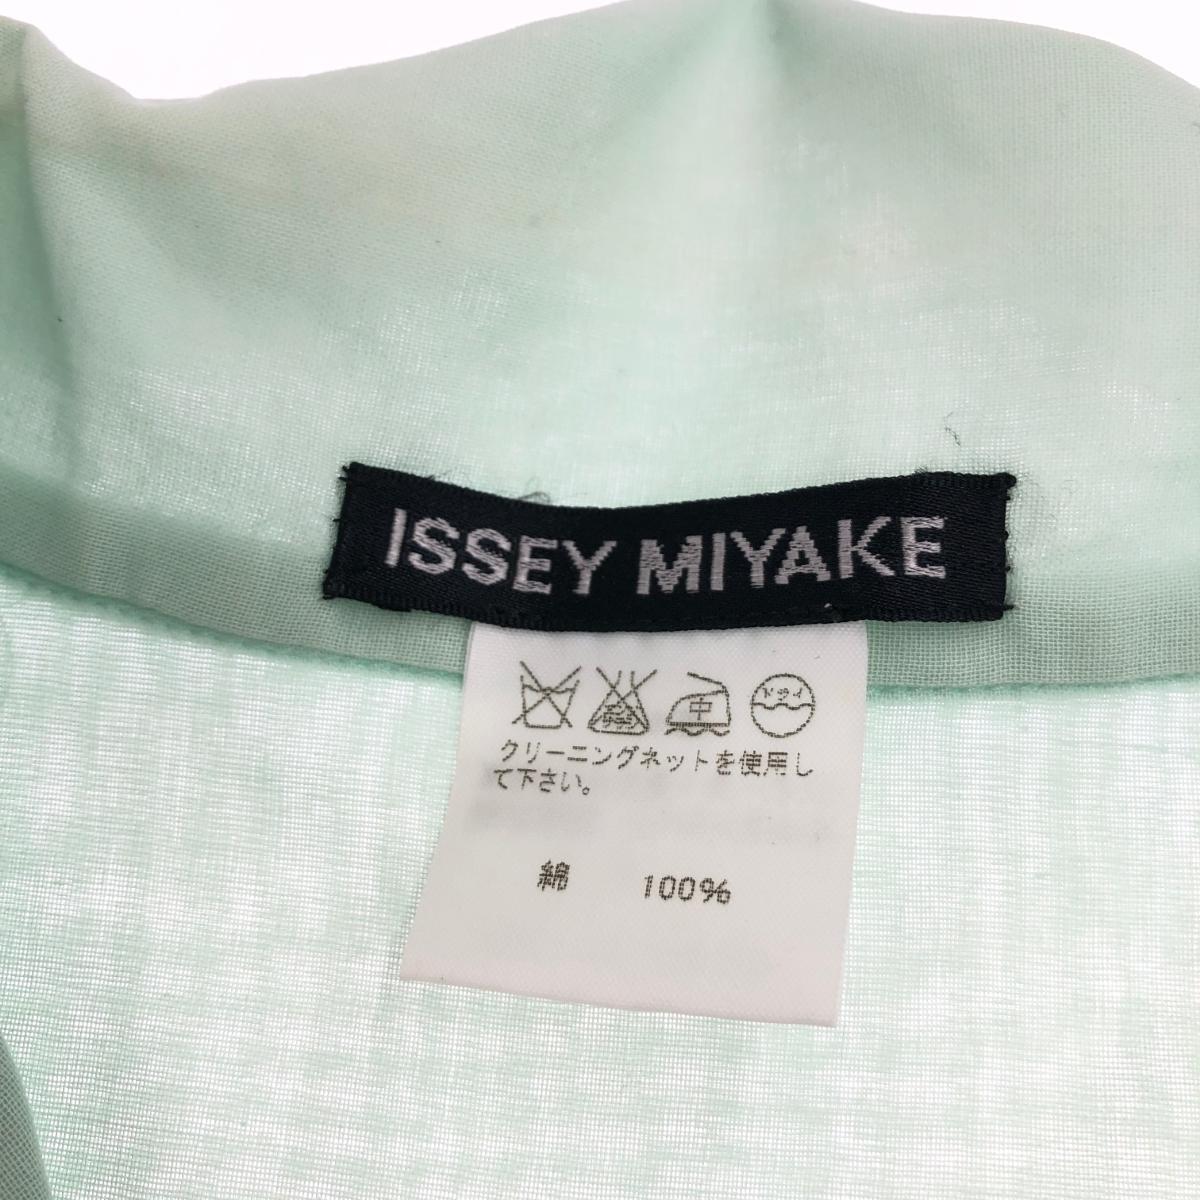 ISSEY MIYAKE
中 ドライ
クリーニングネットを使用し
て下さい。
綿 100%